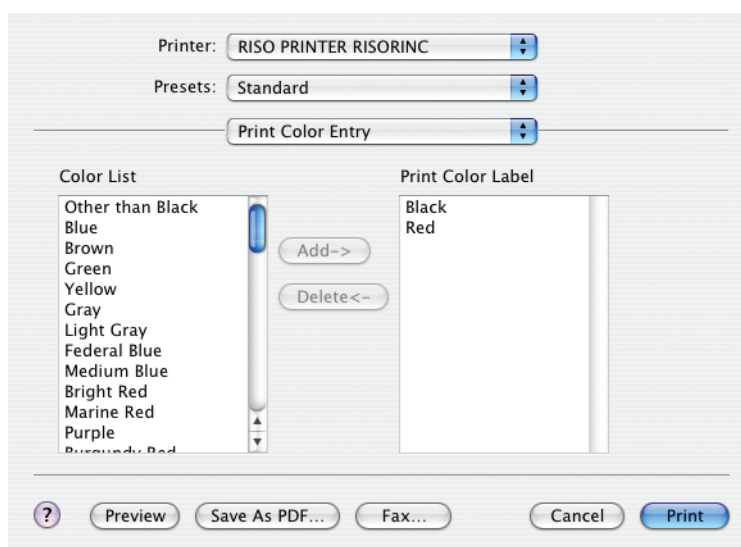 Printer: RISO PRINTER RISORINC
Presets: Standard
Print Color Entry
Color List
Other than Black
Blue
Brown
Green
Yellow
Gray
Light Gray
Federal Blue
Medium Blue
Bright Red
Marine Red
Purple
Burgundy Red
Add->
Delete<-
Print Color Label
Black
Red
?
Preview
Save As PDF...
Fax...
Cancel
Print